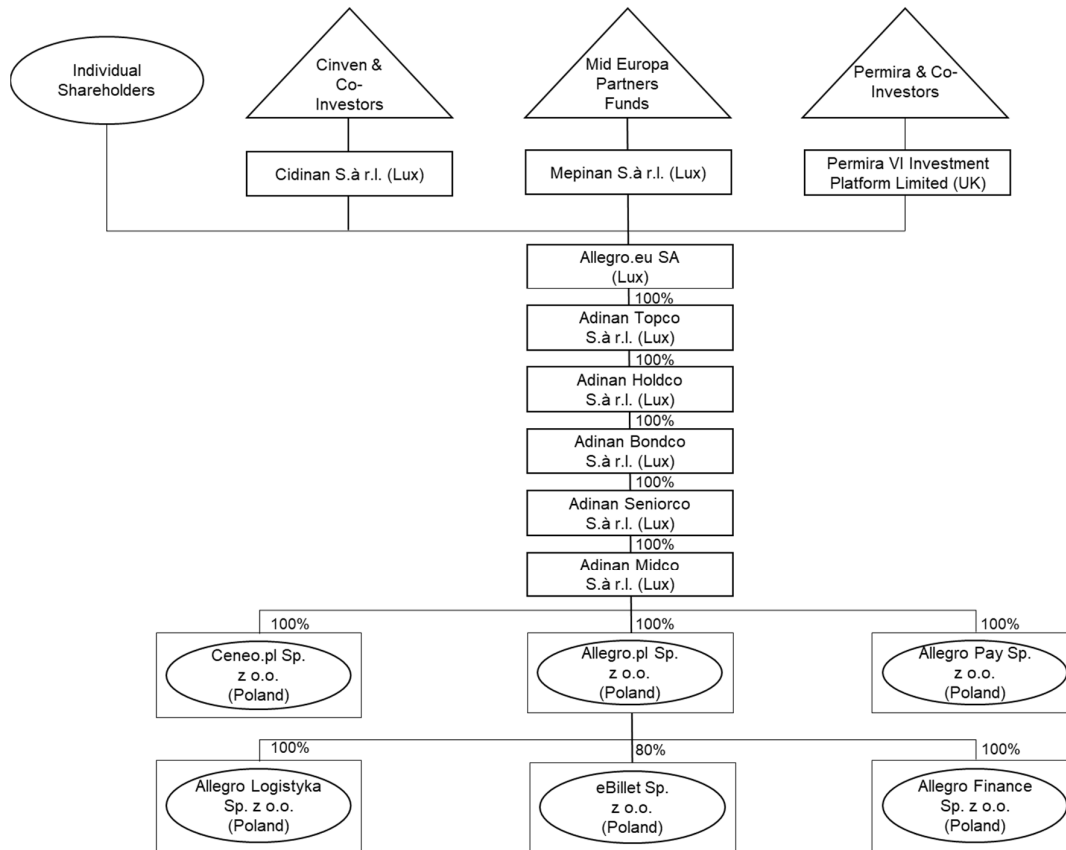 Individual
Shareholders
Cinven &
Co-
Investors
Mid Europa
Partners
Funds
Permira & Co-
Investors
Cidinan S.à r.l. (Lux)
Mepinan S.à r.l. (Lux)
Permira VI Investment
Platform Limited (UK)
Allegro.eu SA
(Lux)
100%
Adinan Topco
S.à r.l. (Lux)
100%
Adinan Holdco
S.à r.l. (Lux)
100%
Adinan Bondco
S.à r.l. (Lux)
100%
Adinan Seniorco
S.à r.l. (Lux)
100%
Adinan Midco
S.à r.l. (Lux)
100%
Ceneo.pl Sp.
z o.o.
(Poland)
100%
Allegro.pl Sp.
z o.o.
(Poland)
100%
Allegro Pay Sp.
z o.o.
(Poland)
100%
Allegro Logistyka
Sp. z o.o.
(Poland)
80%
eBillet Sp.
z o.o.
(Poland)
100%
Allegro Finance
Sp. z o.o.
(Poland)